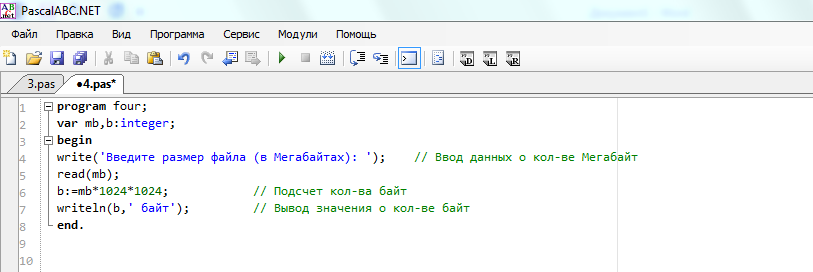 PascalABC.NET
Файл Правка Вид Программа Сервис Модули Помощь
3.pas •4.pas*
1 program four;
2 var mb,b:integer;
3 begin
4 write('Введите размер файла (в Мегабайтах): '); // Ввод данных о кол-ве Мегабайт
5 read(mb);
6 b:=mb*1024*1024; // Подсчет кол-ва байт
7 writeln(b,' байт'); // Вывод значения о кол-ве байт
8 end.
9
10